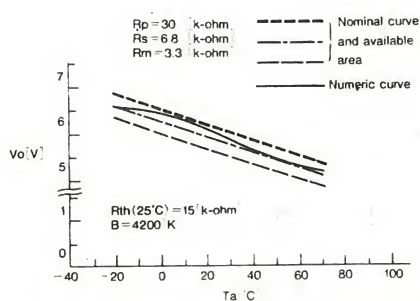 Rp=30 [k-ohm]
Rs=6.8 [k-ohm]
Rm=3.3 [k-ohm]
Nominal curve
and available
area
Numeric curve
7
6
Vo[V]
5
1
0
Rth(25°C)=15[k-ohm]
B=4200[K]
-40 -20 0 20 40 60 80 100
Ta[°C]